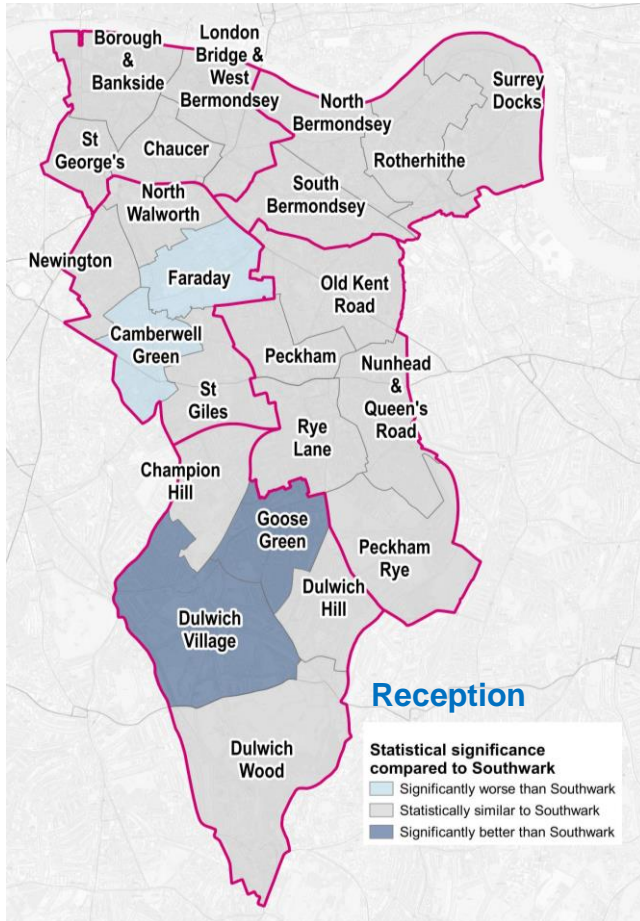 Borough
&
Bankside
London
Bridge &
West
Bermondsey
Surrey
Docks
North
Bermondsey
St
George's
Chaucer
Rotherhithe
South
Bermondsey
North
Walworth
Newington
Faraday
Old Kent
Road
Camberwell
Green
Peckham
Nunhead
&
Queen's
Road
St
Giles
Rye
Lane
Champion
Hill
Goose
Green
Peckham
Rye
Dulwich
Hill
Dulwich
Village
Dulwich
Wood
Reception
Statistical significance
compared to Southwark
Significantly worse than Southwark
Statistically similar to Southwark
Significantly better than Southwark